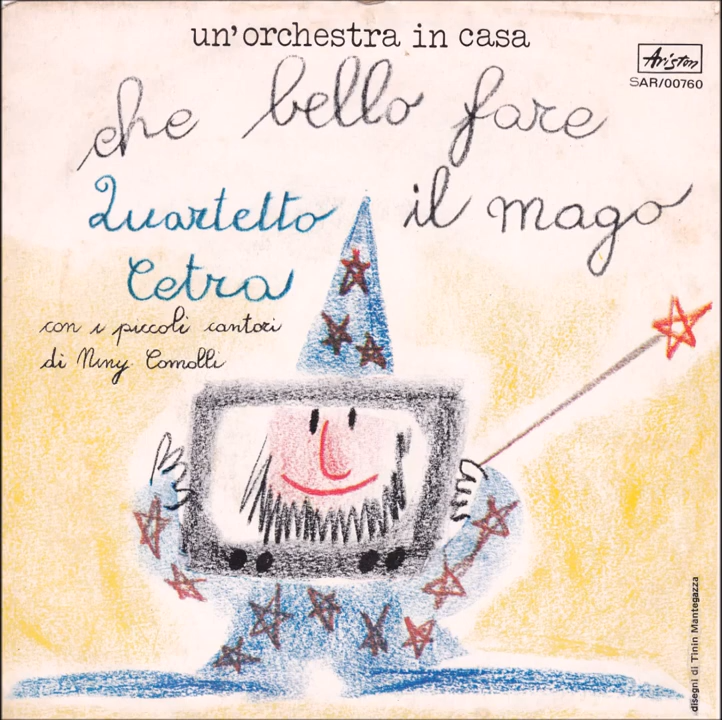 un'orchestra in casa
Ariston
SAR/00760
che bello fare
il mago
Quartetto
Cetra
con i piccoli cantori
di Niny Comolli
disegni di Tinin Mantegazza